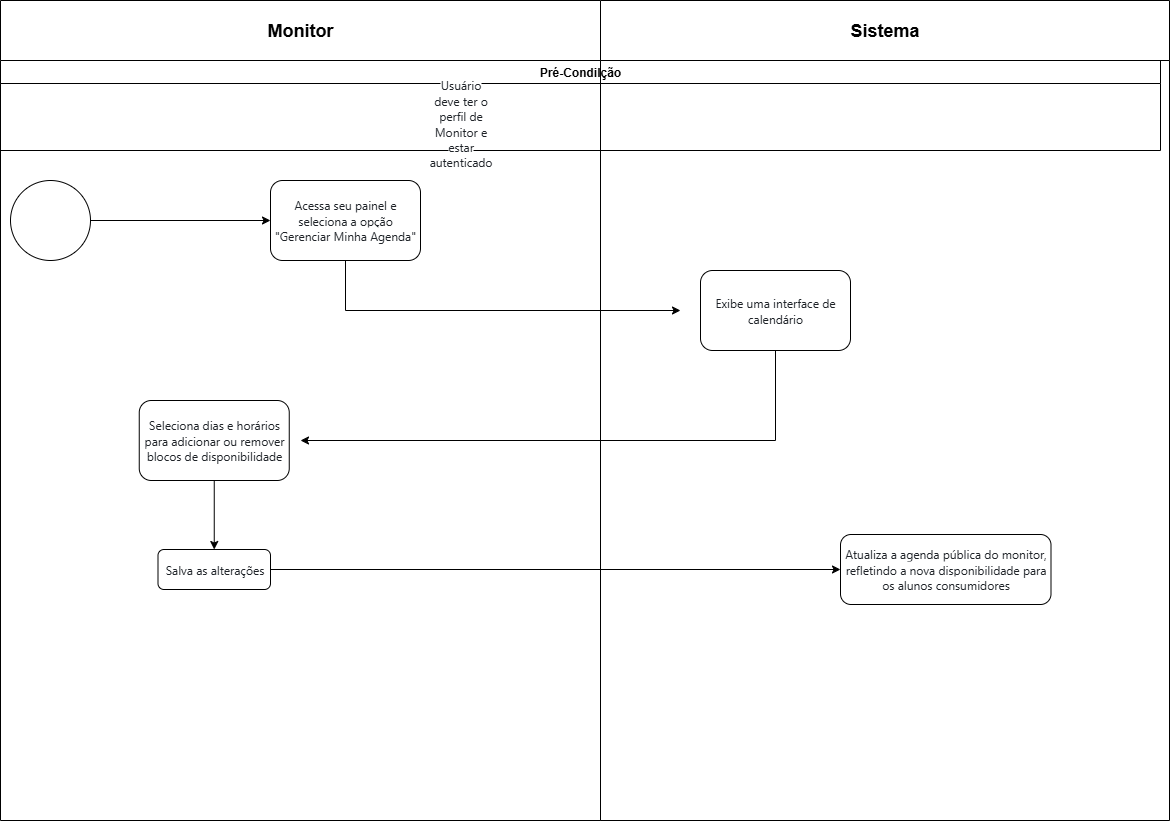 Monitor
Sistema
Pré-Condição
Usuário
deve ter o
perfil de
Monitor e
estar
autenticado
Acessa seu painel e
seleciona a opção
"Gerenciar Minha Agenda"
Exibe uma interface de
calendário
Seleciona dias e horários
para adicionar ou remover
blocos de disponibilidade
Salva as alterações
Atualiza a agenda pública do monitor,
refletindo a nova disponibilidade para
os alunos consumidores